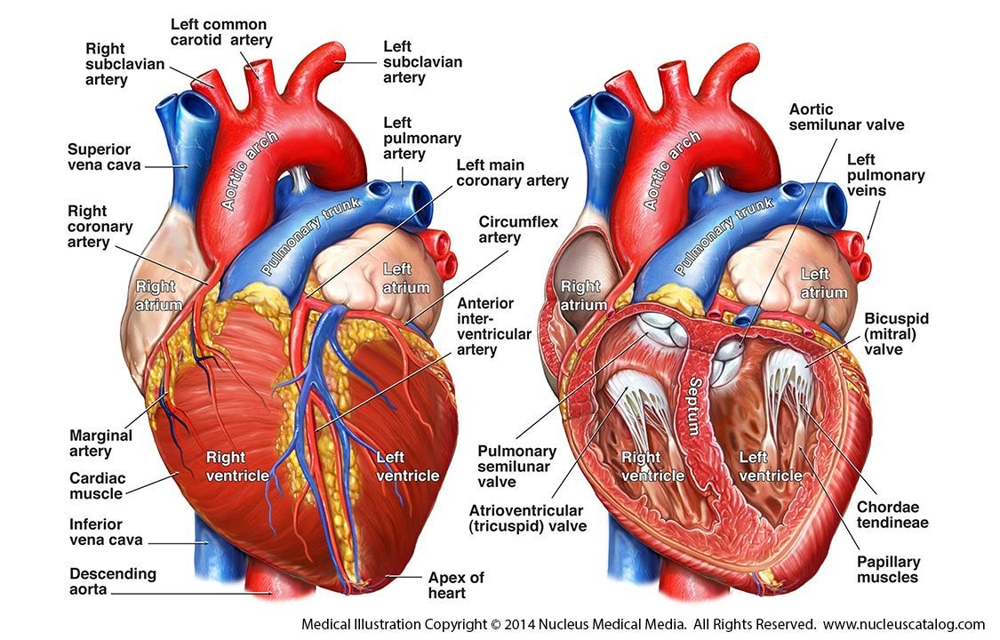 Left common
carotid artery
Right
subclavian
artery
Left
subclavian
artery
Superior
vena cava
Left
pulmonary
artery
Left main
coronary artery
Right
coronary
artery
Circumflex
artery
Anterior
inter-
ventricular
artery
Aortic arch
Pulmonary trunk
Right
atrium
Left
atrium
Right
ventricle
Left
ventricle
Marginal
artery
Cardiac
muscle
Inferior
vena cava
Descending
aorta
Apex of
heart
Aortic
semilunar valve
Left
pulmonary
veins
Aortic arch
Pulmonary trunk
Right
atrium
Left
atrium
Bicuspid
(mitral)
valve
Septum
Right
ventricle
Left
ventricle
Pulmonary
semilunar
valve
Atrioventricular
(tricuspid) valve
Chordae
tendineae
Papillary
muscles
Medical Illustration Copyright © 2014 Nucleus Medical Media. All Rights Reserved. www.nucleuscatalog.com